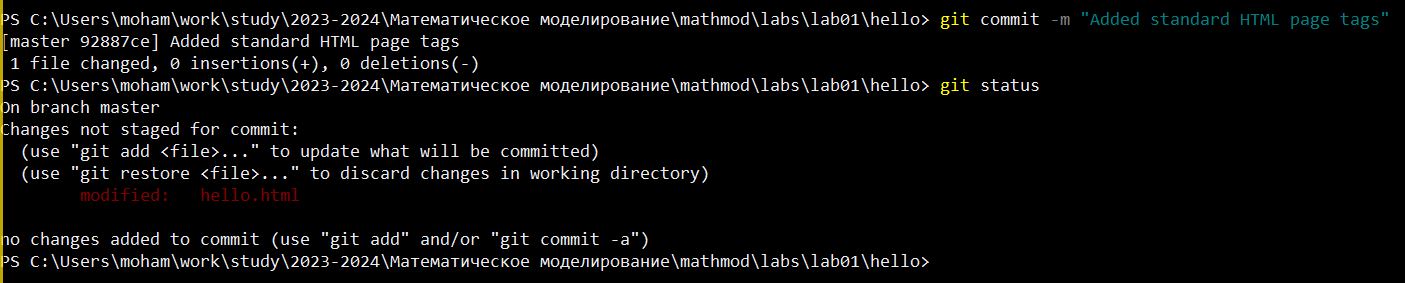 PS C:\Users\moham\work\study\2023-2024\Математическое моделирование\mathmod\labs\lab01\hello> git commit -m "Added standard HTML page tags"
[master 92887ce] Added standard HTML page tags
 1 file changed, 0 insertions(+), 0 deletions(-)
PS C:\Users\moham\work\study\2023-2024\Математическое моделирование\mathmod\labs\lab01\hello> git status
On branch master
Changes not staged for commit:
  (use "git add <file>..." to update what will be committed)
  (use "git restore <file>..." to discard changes in working directory)
        modified:   hello.html
no changes added to commit (use "git add" and/or "git commit -a")
PS C:\Users\moham\work\study\2023-2024\Математическое моделирование\mathmod\labs\lab01\hello>